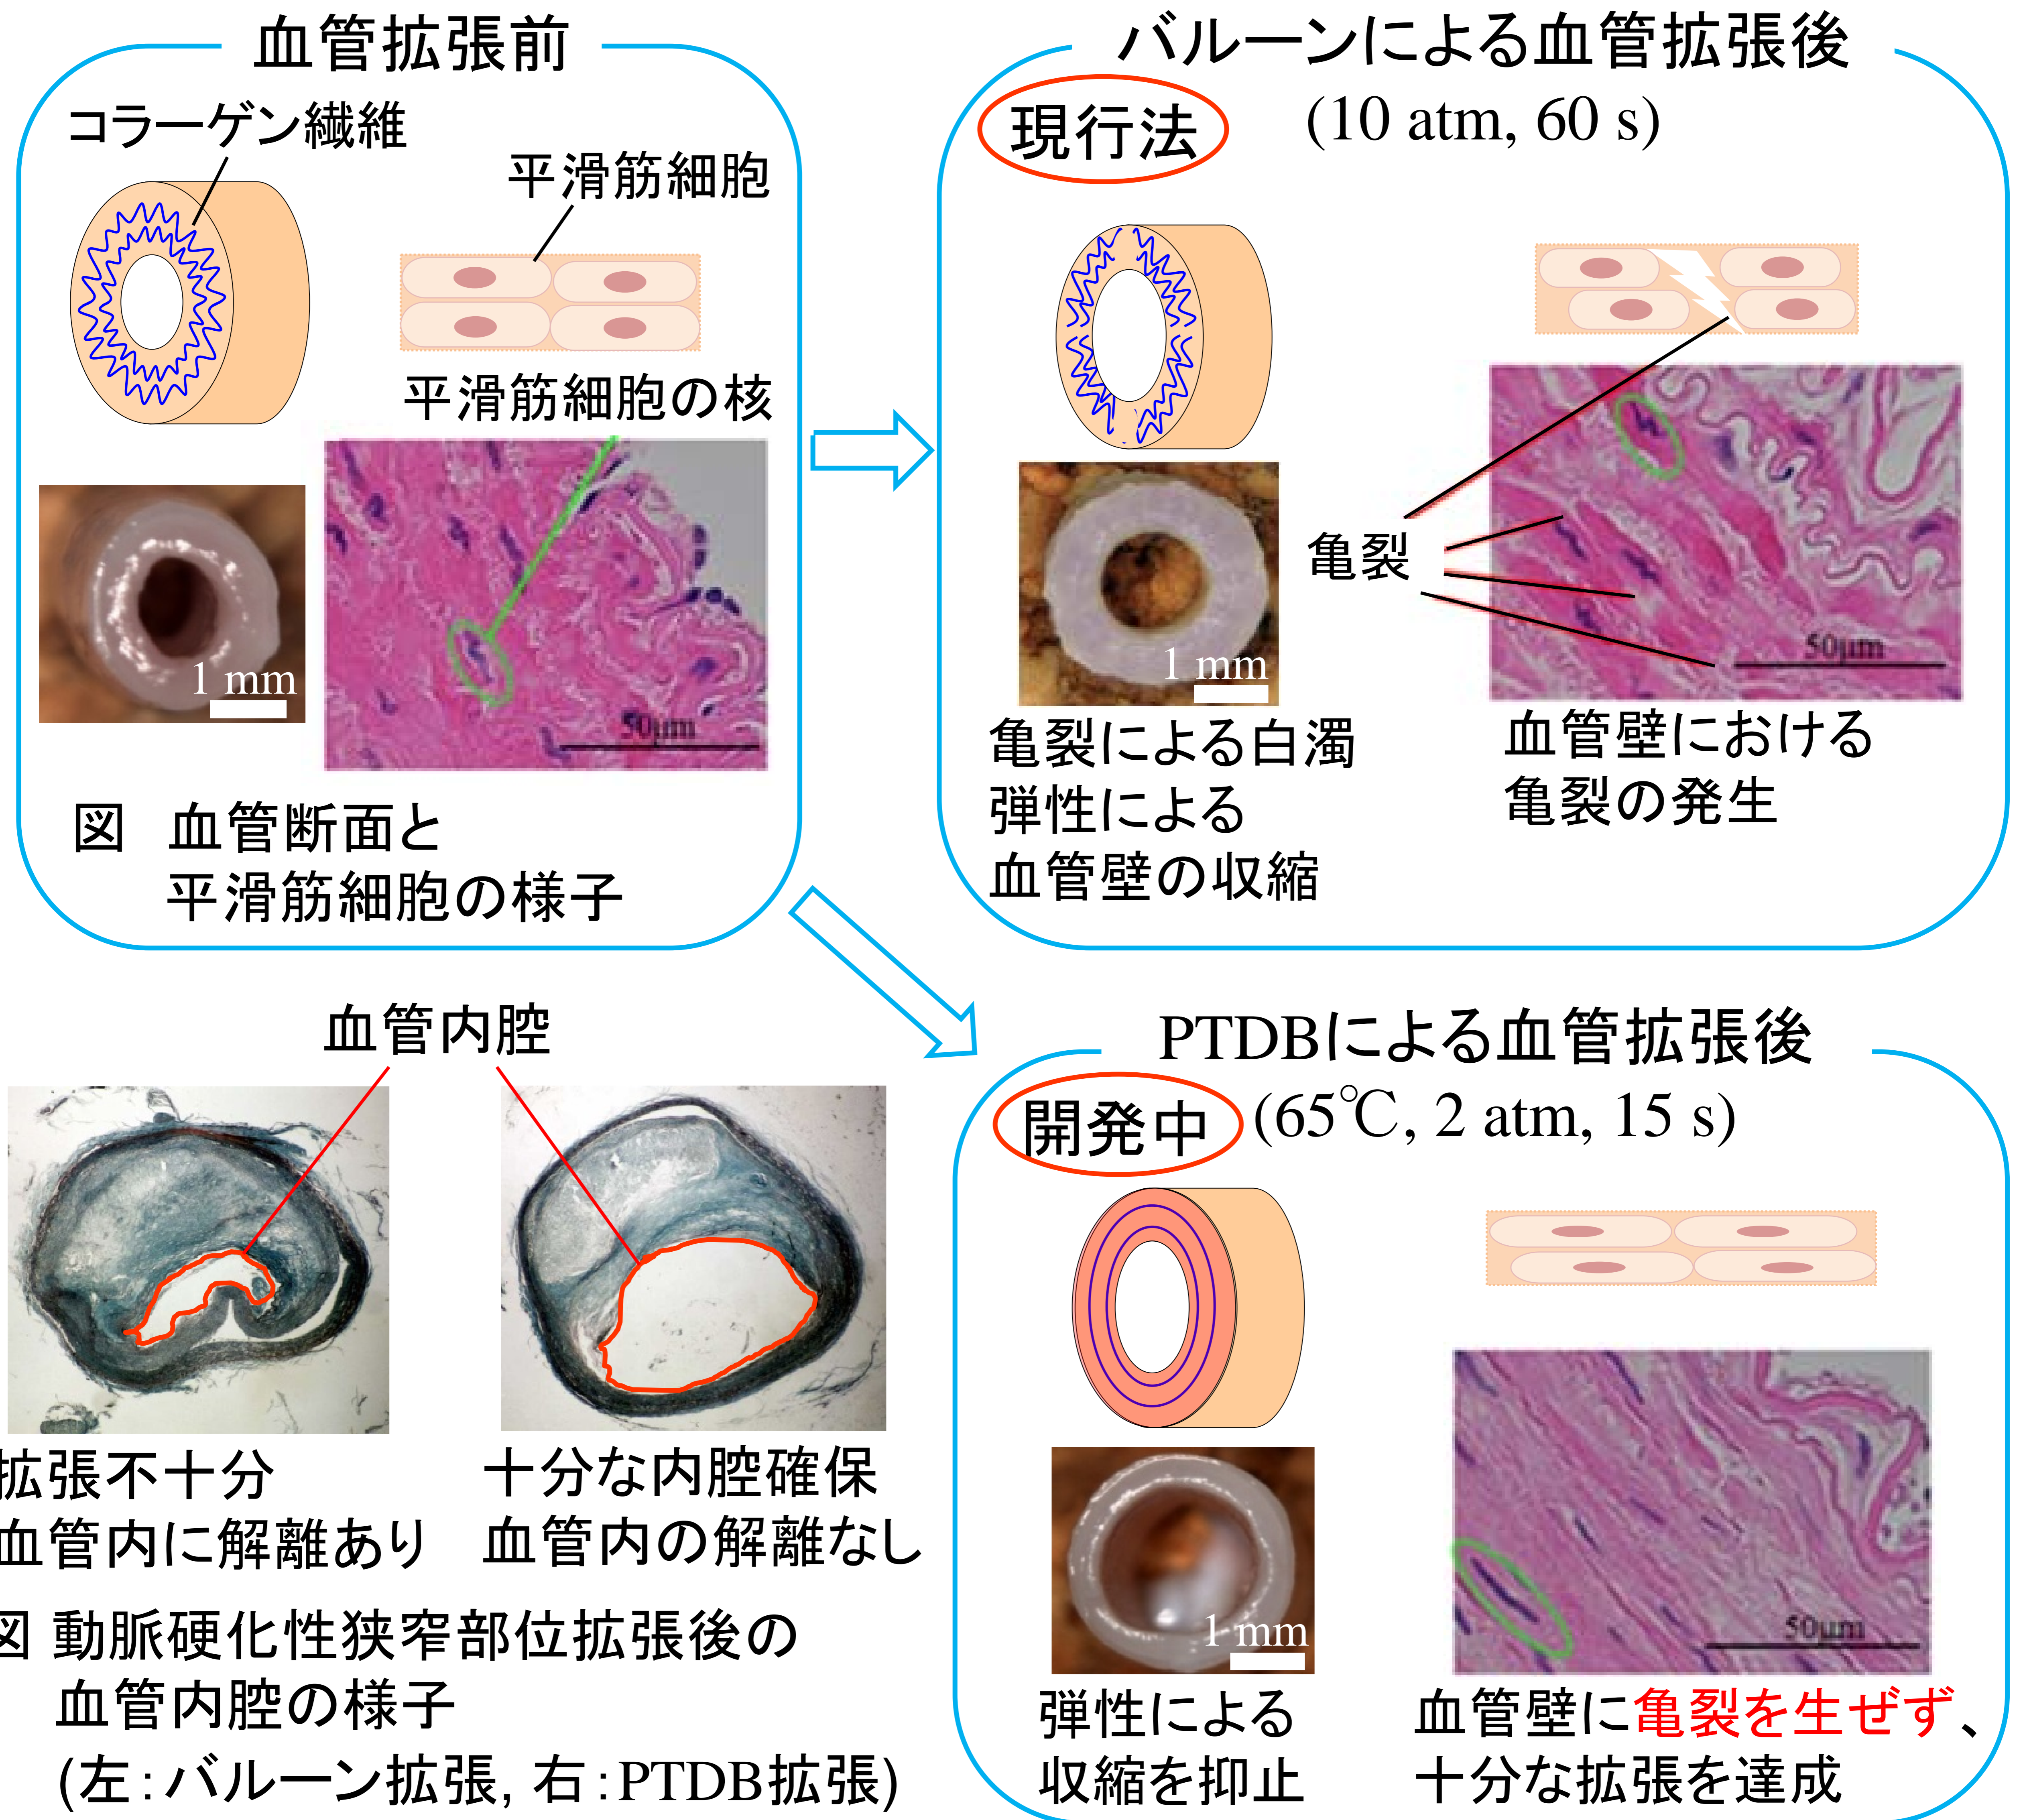 血管拡張前
コラーゲン繊維
平滑筋細胞
平滑筋細胞の核
1 mm
50μm
図　血管断面と
平滑筋細胞の様子
バルーンによる血管拡張後
現行法
(10 atm, 60 s)
亀裂
1 mm
50μm
亀裂による白濁
弾性による
血管壁の収縮
血管壁における
亀裂の発生
血管内腔
拡張不十分
血管内に解離あり
十分な内腔確保
血管内の解離なし
図 動脈硬化性狭窄部位拡張後の
血管内腔の様子
(左：バルーン拡張, 右：PTDB拡張)
PTDBによる血管拡張後
開発中
(65℃, 2 atm, 15 s)
1 mm
50μm
弾性による
収縮を抑止
血管壁に亀裂を生ぜず、
十分な拡張を達成